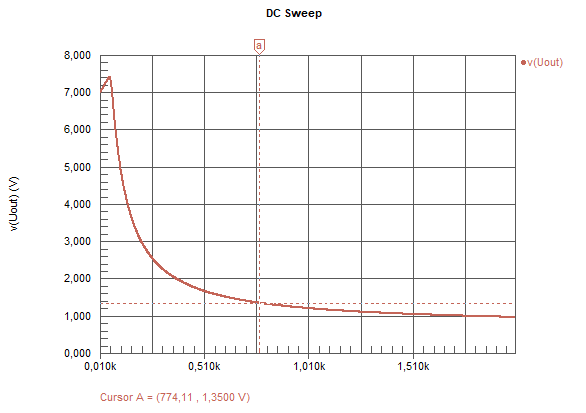 DC Sweep
a
v(Uout)
v(Uout) (V)
8,000
7,000
6,000
5,000
4,000
3,000
2,000
1,000
0,000
0,010k
0,510k
1,010k
1,510k
Cursor A = (774,11 , 1,3500 V)